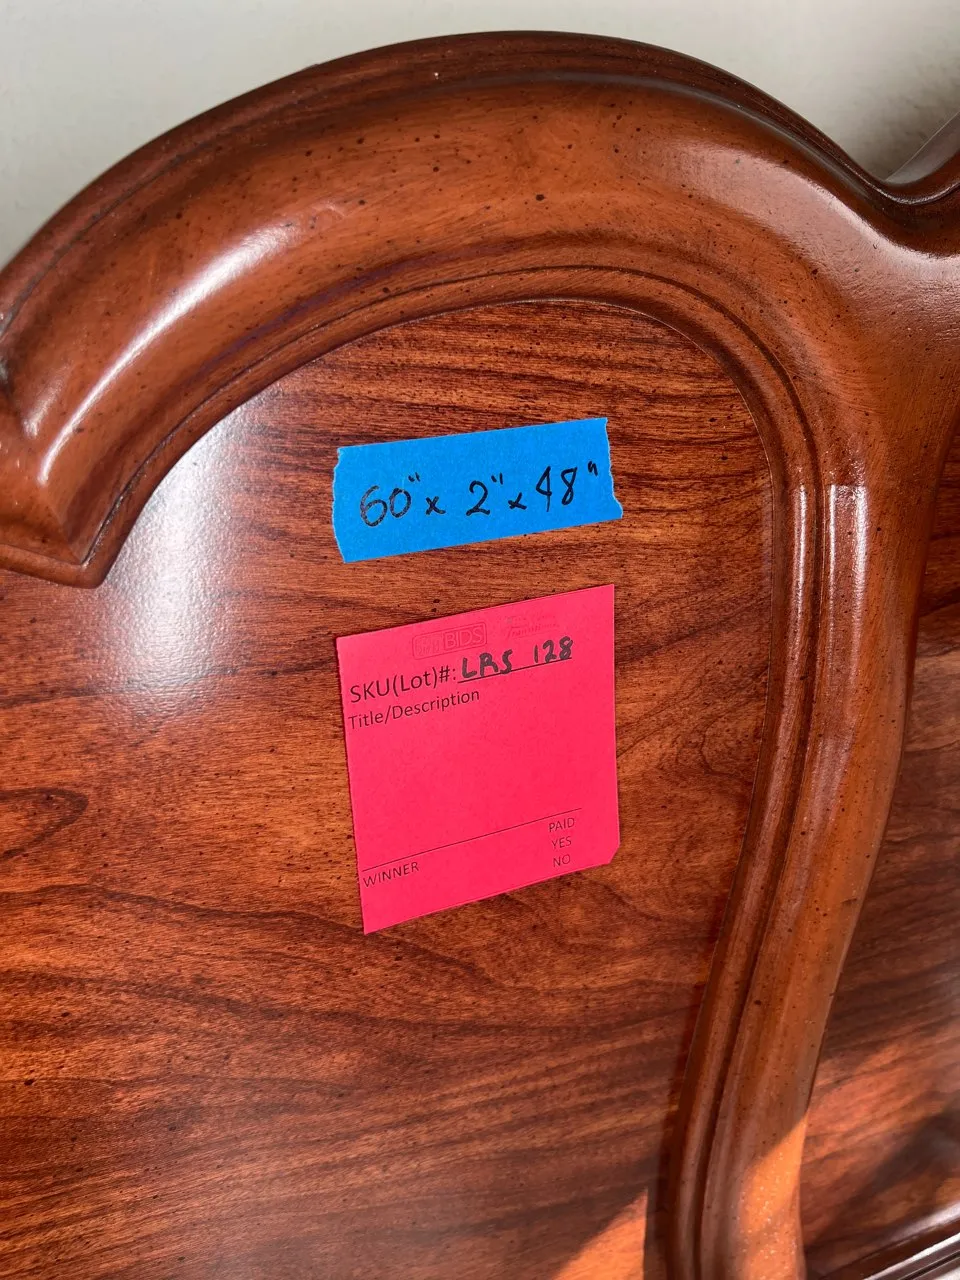 60" x 2" x 48"
BIDS
SKU(Lot)#: LRS 128
Title/Description
PAID
YES
WINNER
NO